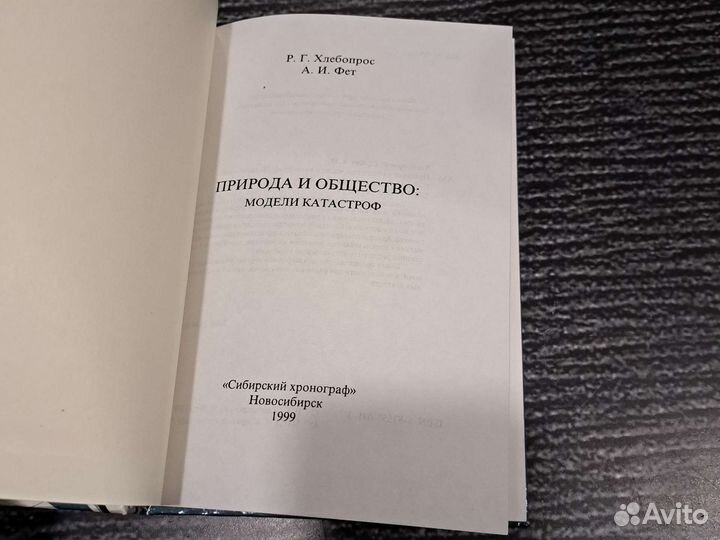 Р. Г. Хлебопрос
А. И. Фет
ПРИРОДА И ОБЩЕСТВО:
МОДЕЛИ КАТАСТРОФ
«Сибирский хронограф»
Новосибирск
1999
Avito